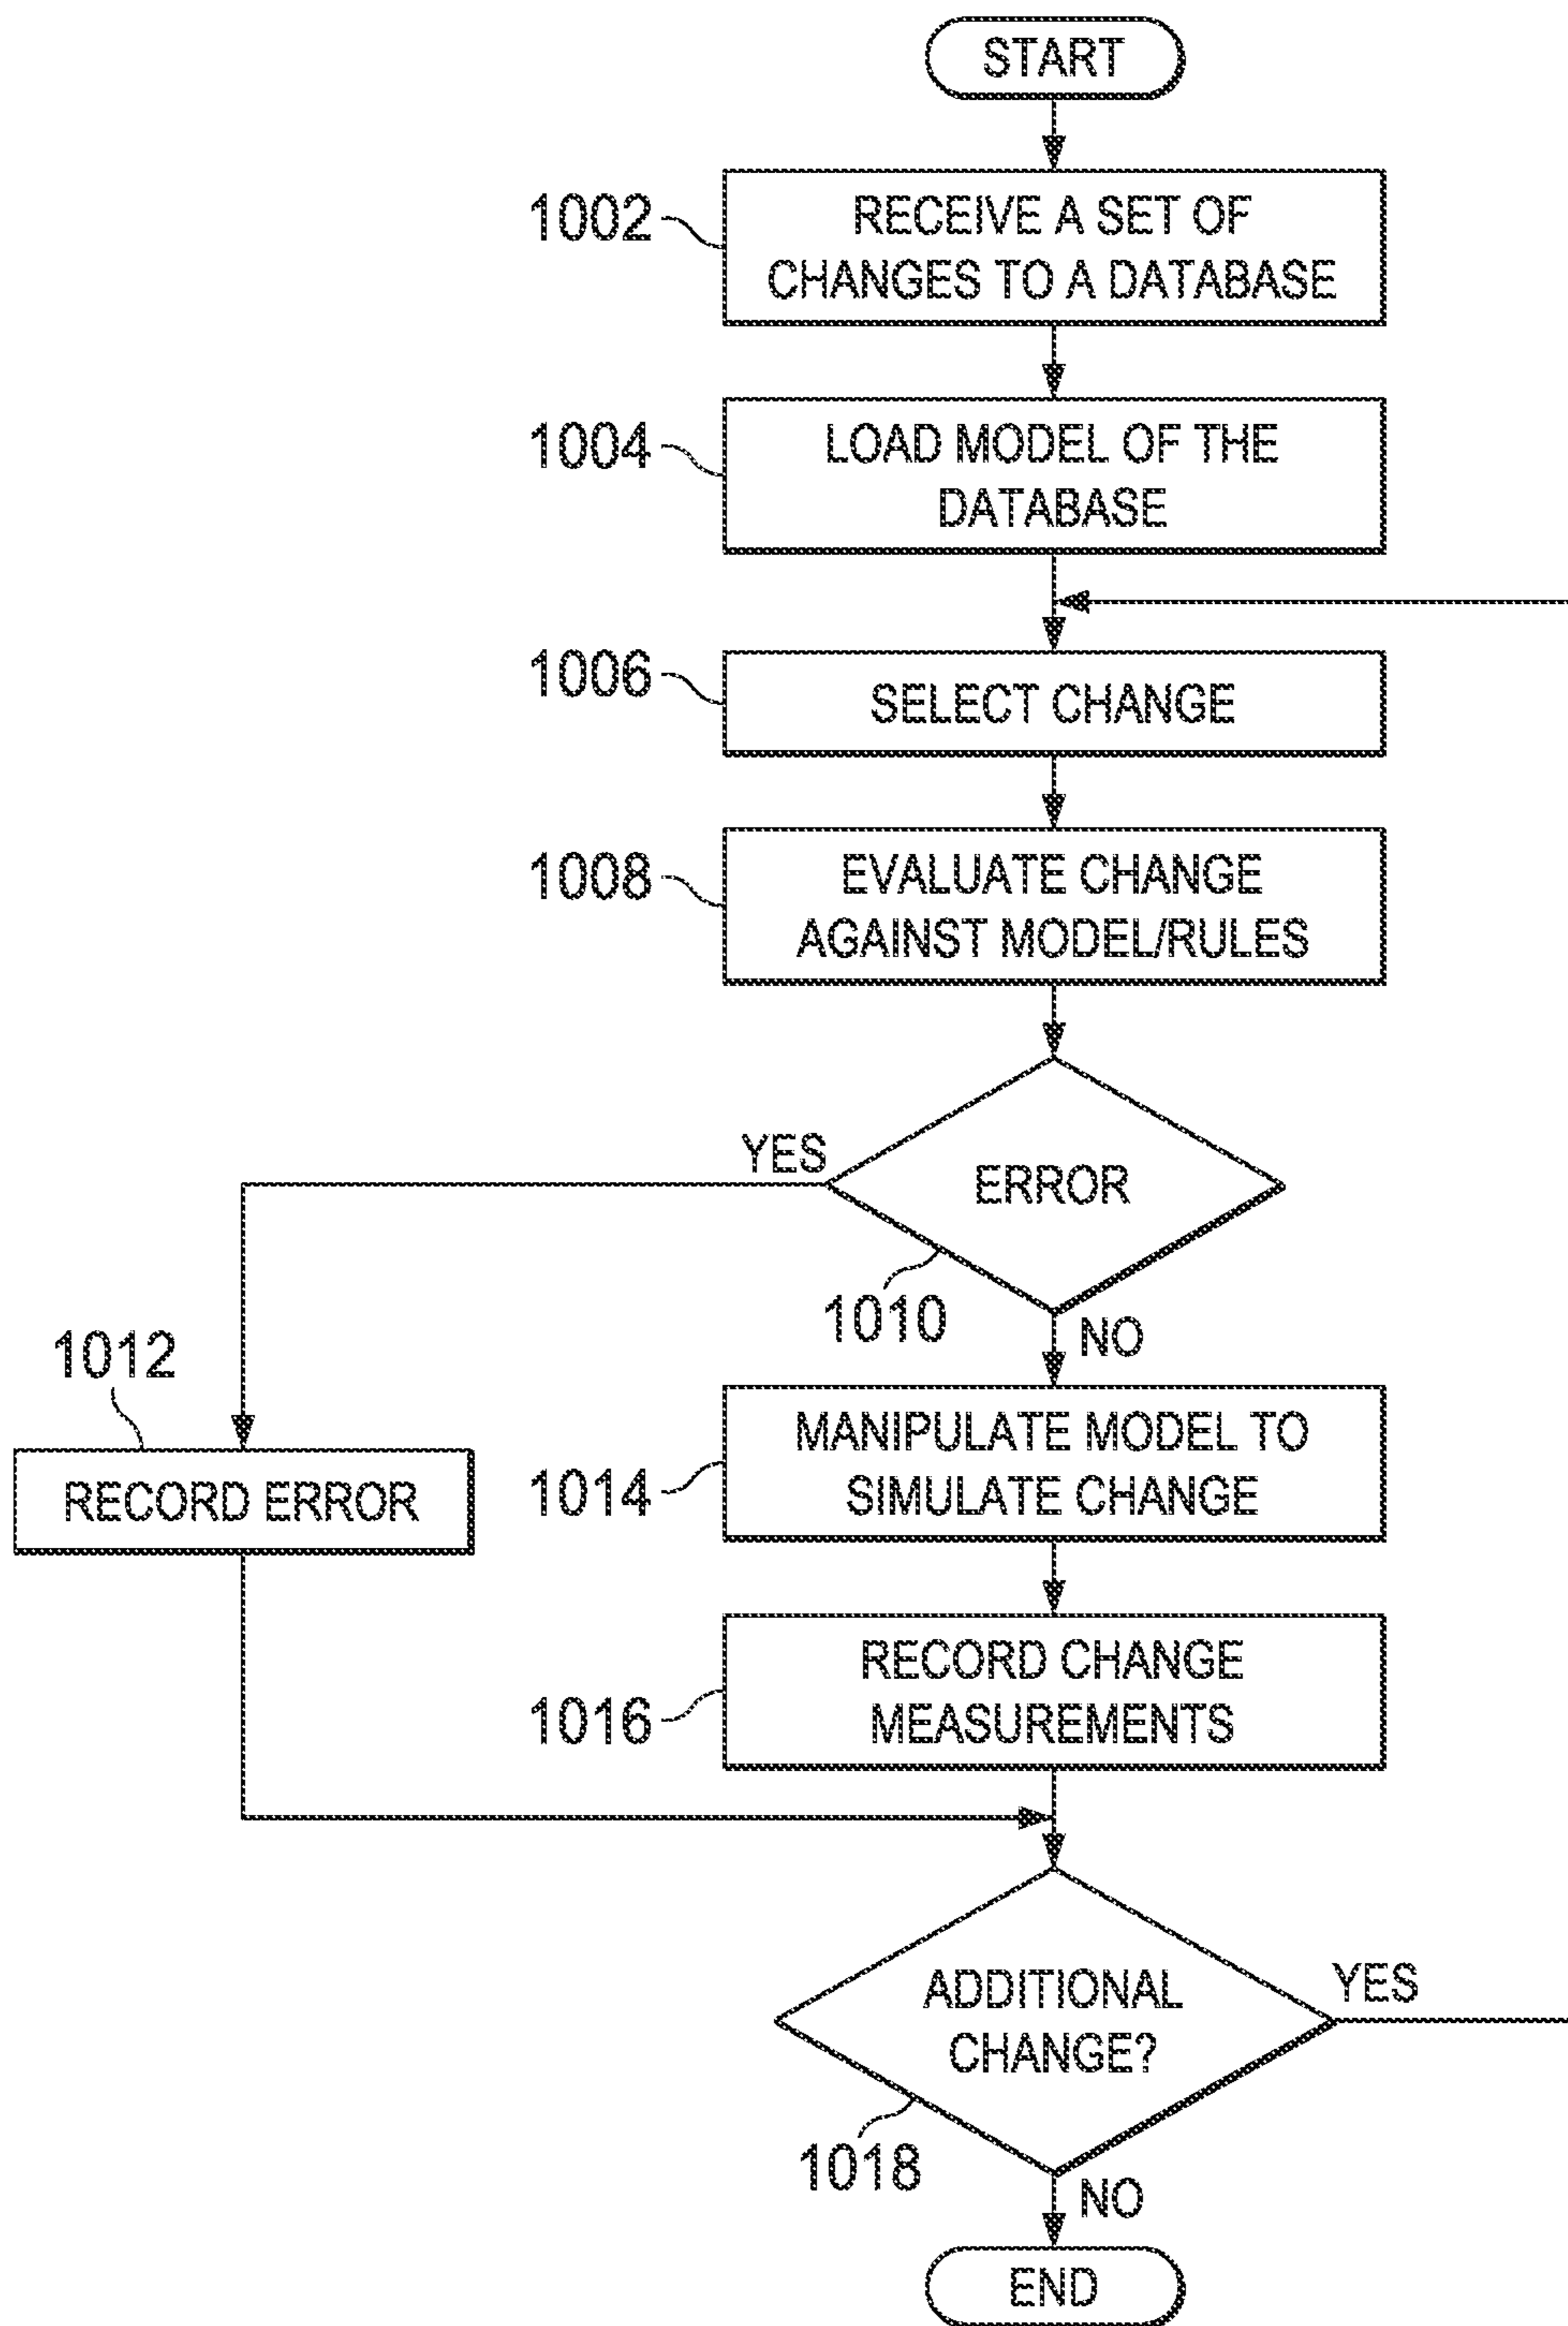 START
1002
RECEIVE A SET OF
CHANGES TO A DATABASE
1004
LOAD MODEL OF THE
DATABASE
1006
SELECT CHANGE
1008
EVALUATE CHANGE
AGAINST MODEL/RULES
YES
ERROR
1010
NO
1012
RECORD ERROR
1014
MANIPULATE MODEL TO
SIMULATE CHANGE
1016
RECORD CHANGE
MEASUREMENTS
ADDITIONAL
CHANGE?
YES
1018
NO
END